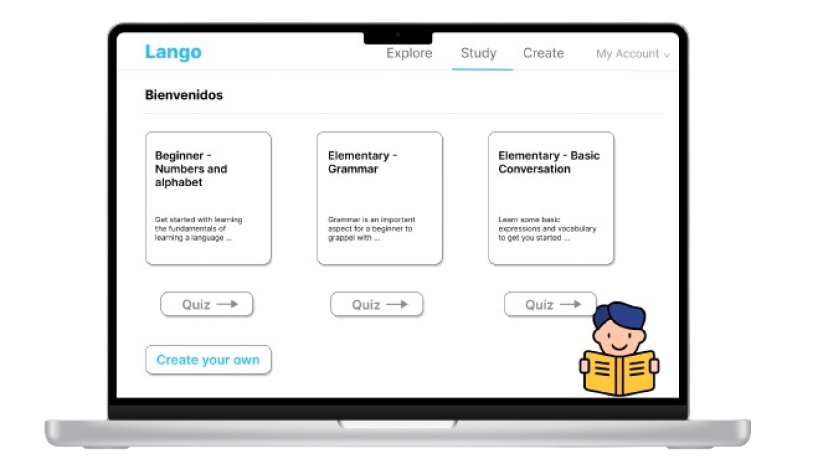 Lango
Explore Study Create My Account
Bienvenidos
Beginner -
Numbers and
alphabet
Get started with learning
the fundamentals of
learning a language ...
Elementary -
Grammar
Grammar is an important
aspect for a beginner to
grappel with ...
Elementary - Basic
Conversation
Learn some basic
expressions and vocabulary
to get you started ...
Quiz
Quiz
Quiz
Create your own